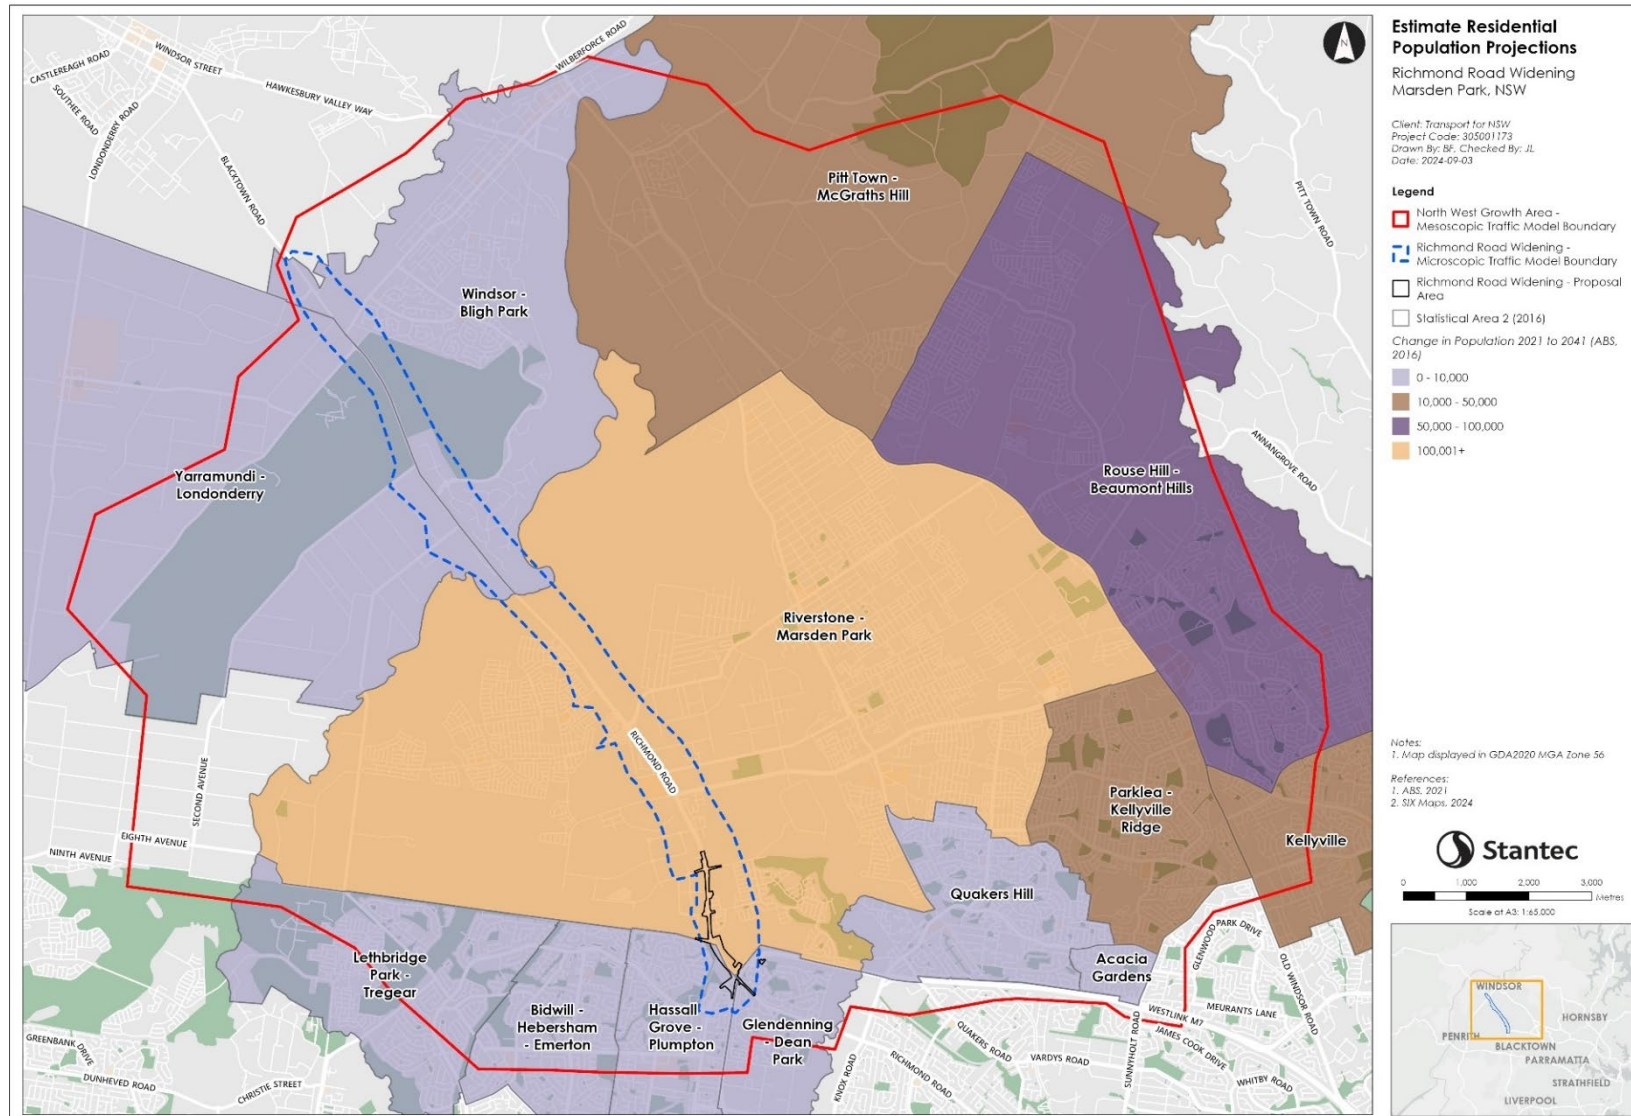 Estimate Residential
Population Projections
Richmond Road Widening
Marsden Park, NSW
Client: Transport for NSW
Project Code: 305001173
Drawn By: BF, Checked By: JL
Date: 2024-09-03
Legend
North West Growth Area -
Mesoscopic Traffic Model Boundary
Richmond Road Widening -
Microscopic Traffic Model Boundary
Richmond Road Widening - Proposal
Area
Statistical Area 2 (2016)
Change in Population 2021 to 2041 (ABS,
2016)
0 - 10,000
10,000 - 50,000
50,000 - 100,000
100,001+
Notes:
1. Map displayed in GDA2020 MGA Zone 56
References:
1. ABS, 2021
2. SIX Maps, 2024
Stantec
0 1,000 2,000 3,000
Metres
Scale at A3: 1:65,000
WINDSOR
HORNSBY
PENRITH
BLACKTOWN
PARRAMATTA
STRATHFIELD
LIVERPOOL
N
CASTLEREAGH ROAD
WINDSOR STREET
SOUTHEE ROAD
LONDONDERRY ROAD
HAWKESBURY VALLEY WAY
WILBERFORCE ROAD
BLACKTOWN ROAD
PITT TOWN ROAD
Pitt Town -
McGraths Hill
Windsor -
Bligh Park
Yarramundi -
Londonderry
Rouse Hill -
Beaumont Hills
ANNANGROVE ROAD
Riverstone -
Marsden Park
RICHMOND ROAD
SECOND AVENUE
EIGHTH AVENUE
NINTH AVENUE
Parklea -
Kellyville
Ridge
Kellyville
Quakers Hill
Acacia
Gardens
Lethbridge
Park -
Tregear
Bidwill -
Hebersham
- Emerton
Hassall
Grove -
Plumpton
Glendenning
- Dean
Park
GLENWOOD PARK DRIVE
OLD WINDSOR ROAD
MEURANTS LANE
WESTLINK M7
JAMES COOK DRIVE
SUNNYHOLT ROAD
WHITBY ROAD
VARDYS ROAD
QUAKERS ROAD
RICHMOND ROAD
KNOX ROAD
GREENBANK DRIVE
DUNHEVED ROAD
CHRISTIE STREET